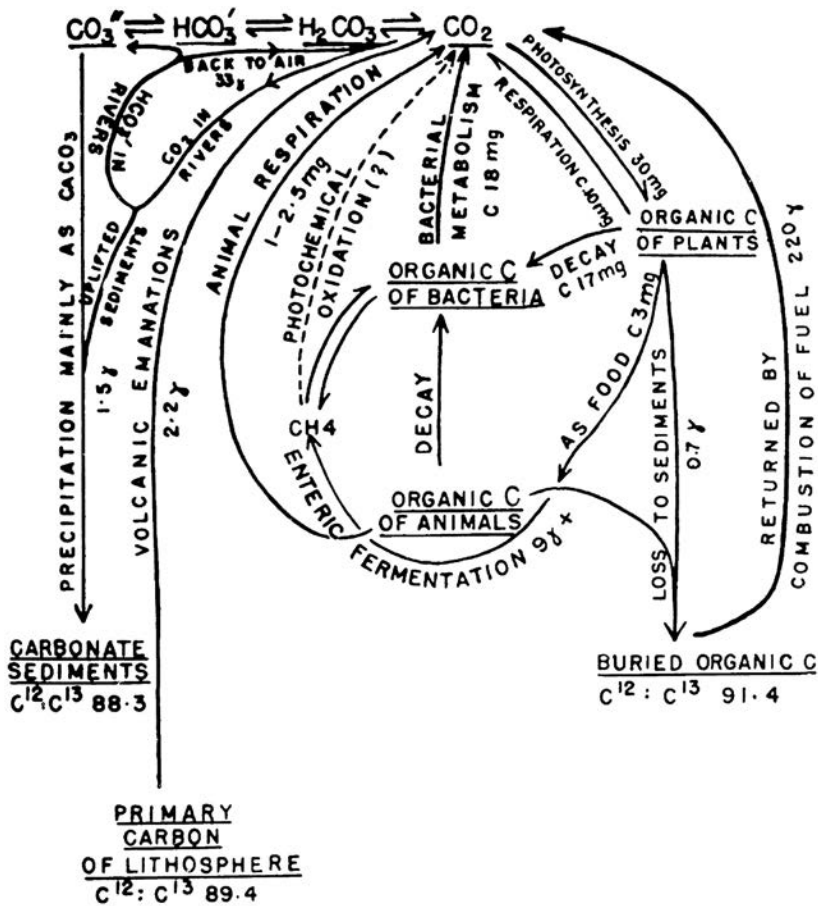 CO3″ ⇌ HCO3′ ⇌ H2CO3 ⇌ CO2
BACK TO AIR
33γ
HCO3′ IN
RIVERS
CO3 IN
RIVERS
UPLIFTED
SEDIMENTS
1.5γ
PRECIPITATION MAINLY AS CACO3
VOLCANIC EMANATIONS
2.2γ
ANIMAL RESPIRATION
1-2.5mg
PHOTOCHEMICAL
OXIDATION (?)
BACTERIAL
METABOLISM
C 18mg
PHOTOSYNTHESIS 30mg
RESPIRATION C.10mg
ORGANIC C
OF PLANTS
DECAY
C 17mg
ORGANIC C
OF BACTERIA
AS FOOD C 3mg
LOSS TO SEDIMENTS
0.7γ
RETURNED BY
COMBUSTION OF FUEL 220γ
DECAY
CH4
ENTERIC
FERMENTATION 9γ+
ORGANIC C
OF ANIMALS
CARBONATE
SEDIMENTS
C12:C13 88.3
BURIED ORGANIC C
C12 : C13 91.4
PRIMARY
CARBON
OF LITHOSPHERE
C12: C13 89.4